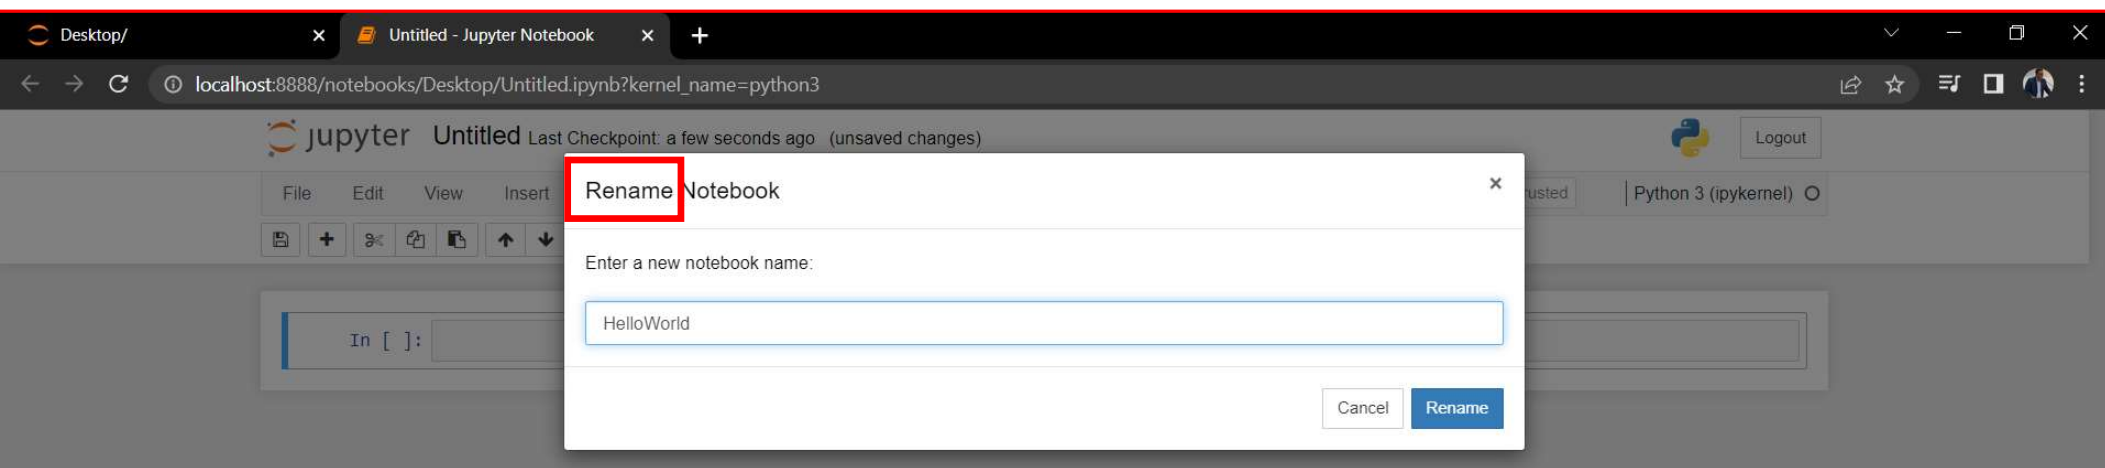 Desktop/
Untitled - Jupyter Notebook
localhost:8888/notebooks/Desktop/Untitled.ipynb?kernel_name=python3
jupyter Untitled Last Checkpoint: a few seconds ago (unsaved changes)
Logout
File Edit View Insert
Rename Notebook
rusted
Python 3 (ipykernel)
Enter a new notebook name:
HelloWorld
In [ ]:
Cancel Rename